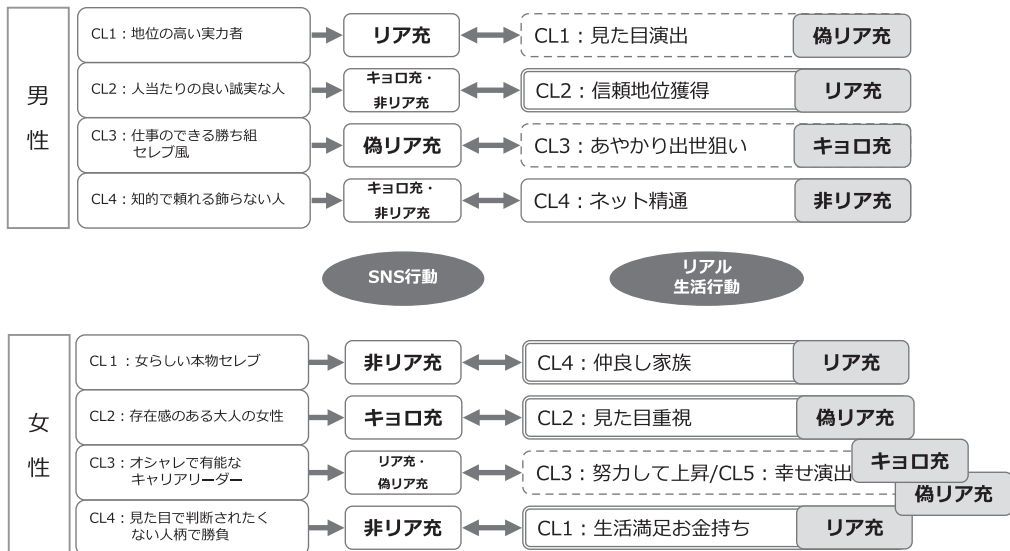 男性
CL1：地位の高い実力者
リア充
CL1：見た目演出
偽リア充
CL2：人当たりの良い誠実な人
キョロ充・
非リア充
CL2：信頼地位獲得
リア充
CL3：仕事のできる勝ち組
セレブ風
偽リア充
CL3：あやかり出世狙い
キョロ充
CL4：知的で頼れる飾らない人
キョロ充・
非リア充
CL4：ネット精通
非リア充
SNS行動
リアル
生活行動
女性
CL1：女らしい本物セレブ
非リア充
CL4：仲良し家族
リア充
CL2：存在感のある大人の女性
キョロ充
CL2：見た目重視
偽リア充
CL3：オシャレで有能な
キャリアリーダー
リア充・
偽リア充
CL3：努力して上昇/CL5：幸せ演出
キョロ充
偽リア充
CL4：見た目で判断されたく
ない人柄で勝負
非リア充
CL1：生活満足お金持ち
リア充